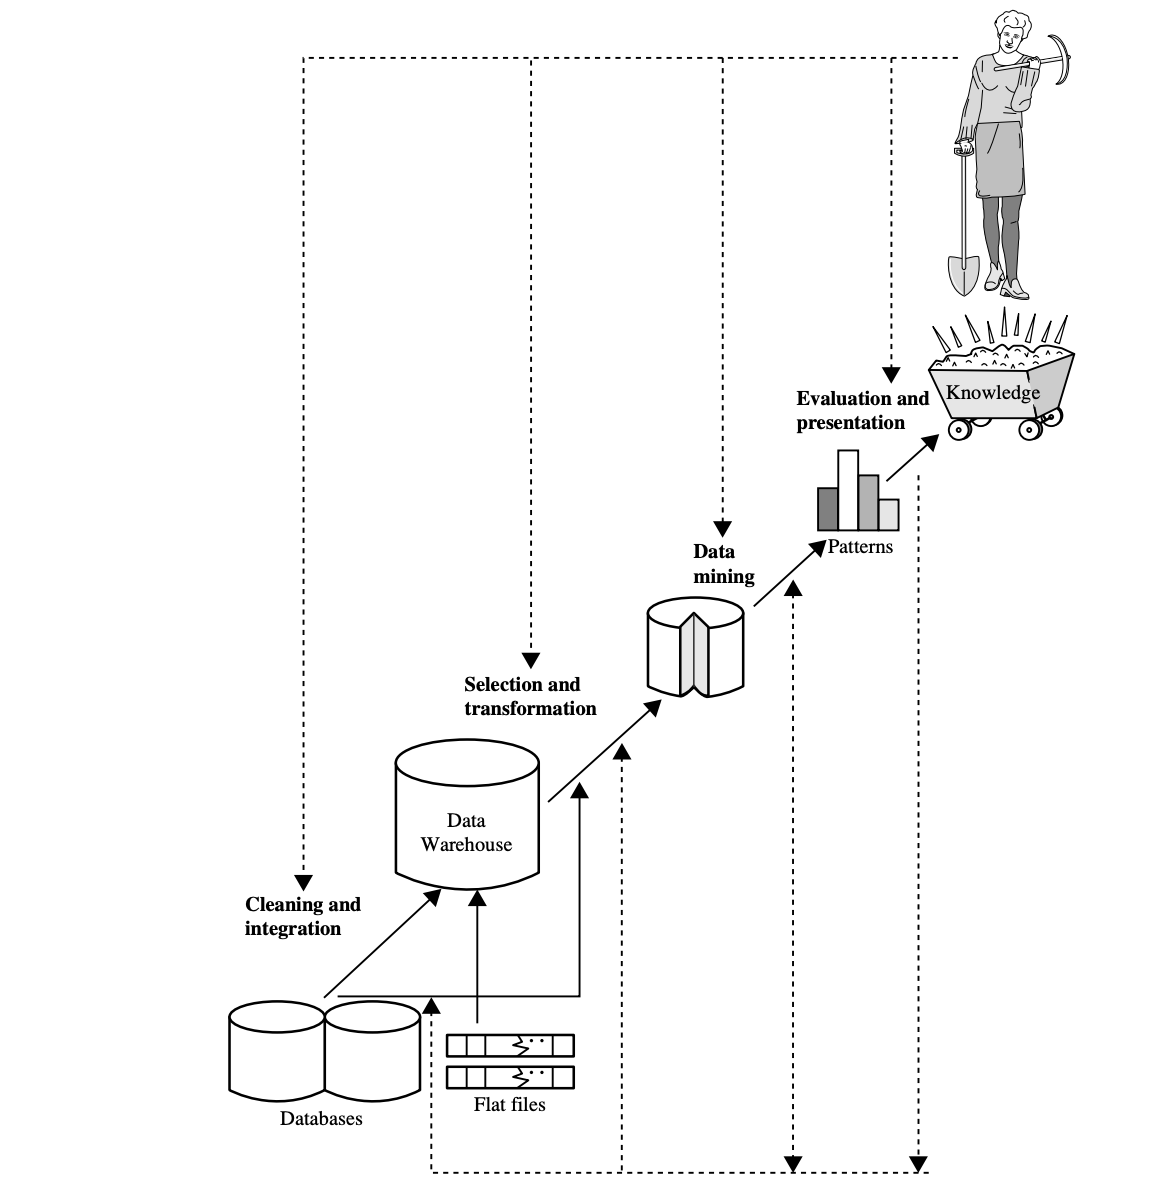 Knowledge
Evaluation and
presentation
Patterns
Data
mining
Selection and
transformation
Data
Warehouse
Cleaning and
integration
Flat files
Databases